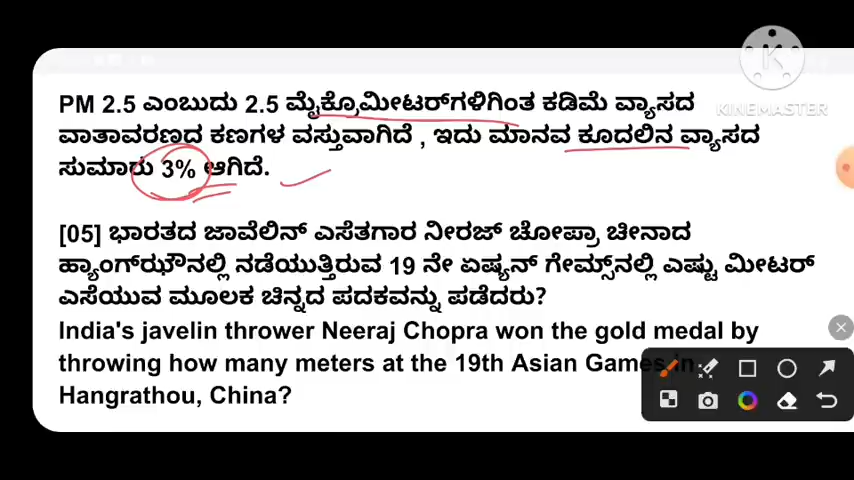 PM 2.5 ಎಂಬುದು 2.5 ಮೈಕ್ರೊಮೀಟರ್‌ಗಳಿಗಿಂತ ಕಡಿಮೆ ವ್ಯಾಸದ
ವಾತಾವರಣದ ಕಣಗಳ ವಸ್ತುವಾಗಿದೆ , ಇದು ಮಾನವ ಕೂದಲಿನ ವ್ಯಾಸದ
ಸುಮಾರು 3% ಆಗಿದೆ.
K
KINEMASTER
[05] ಭಾರತದ ಜಾವೆಲಿನ್ ಎಸೆತಗಾರ ನೀರಜ್ ಚೋಪ್ರಾ ಚೀನಾದ
ಹ್ಯಾಂಗ್‌ಝೌನಲ್ಲಿ ನಡೆಯುತ್ತಿರುವ 19 ನೇ ಏಷ್ಯನ್ ಗೇಮ್ಸ್‌ನಲ್ಲಿ ಎಷ್ಟು ಮೀಟರ್
ಎಸೆಯುವ ಮೂಲಕ ಚಿನ್ನದ ಪದಕವನ್ನು ಪಡೆದರು?
India's javelin thrower Neeraj Chopra won the gold medal by
throwing how many meters at the 19th Asian Games in
Hangrathou, China?